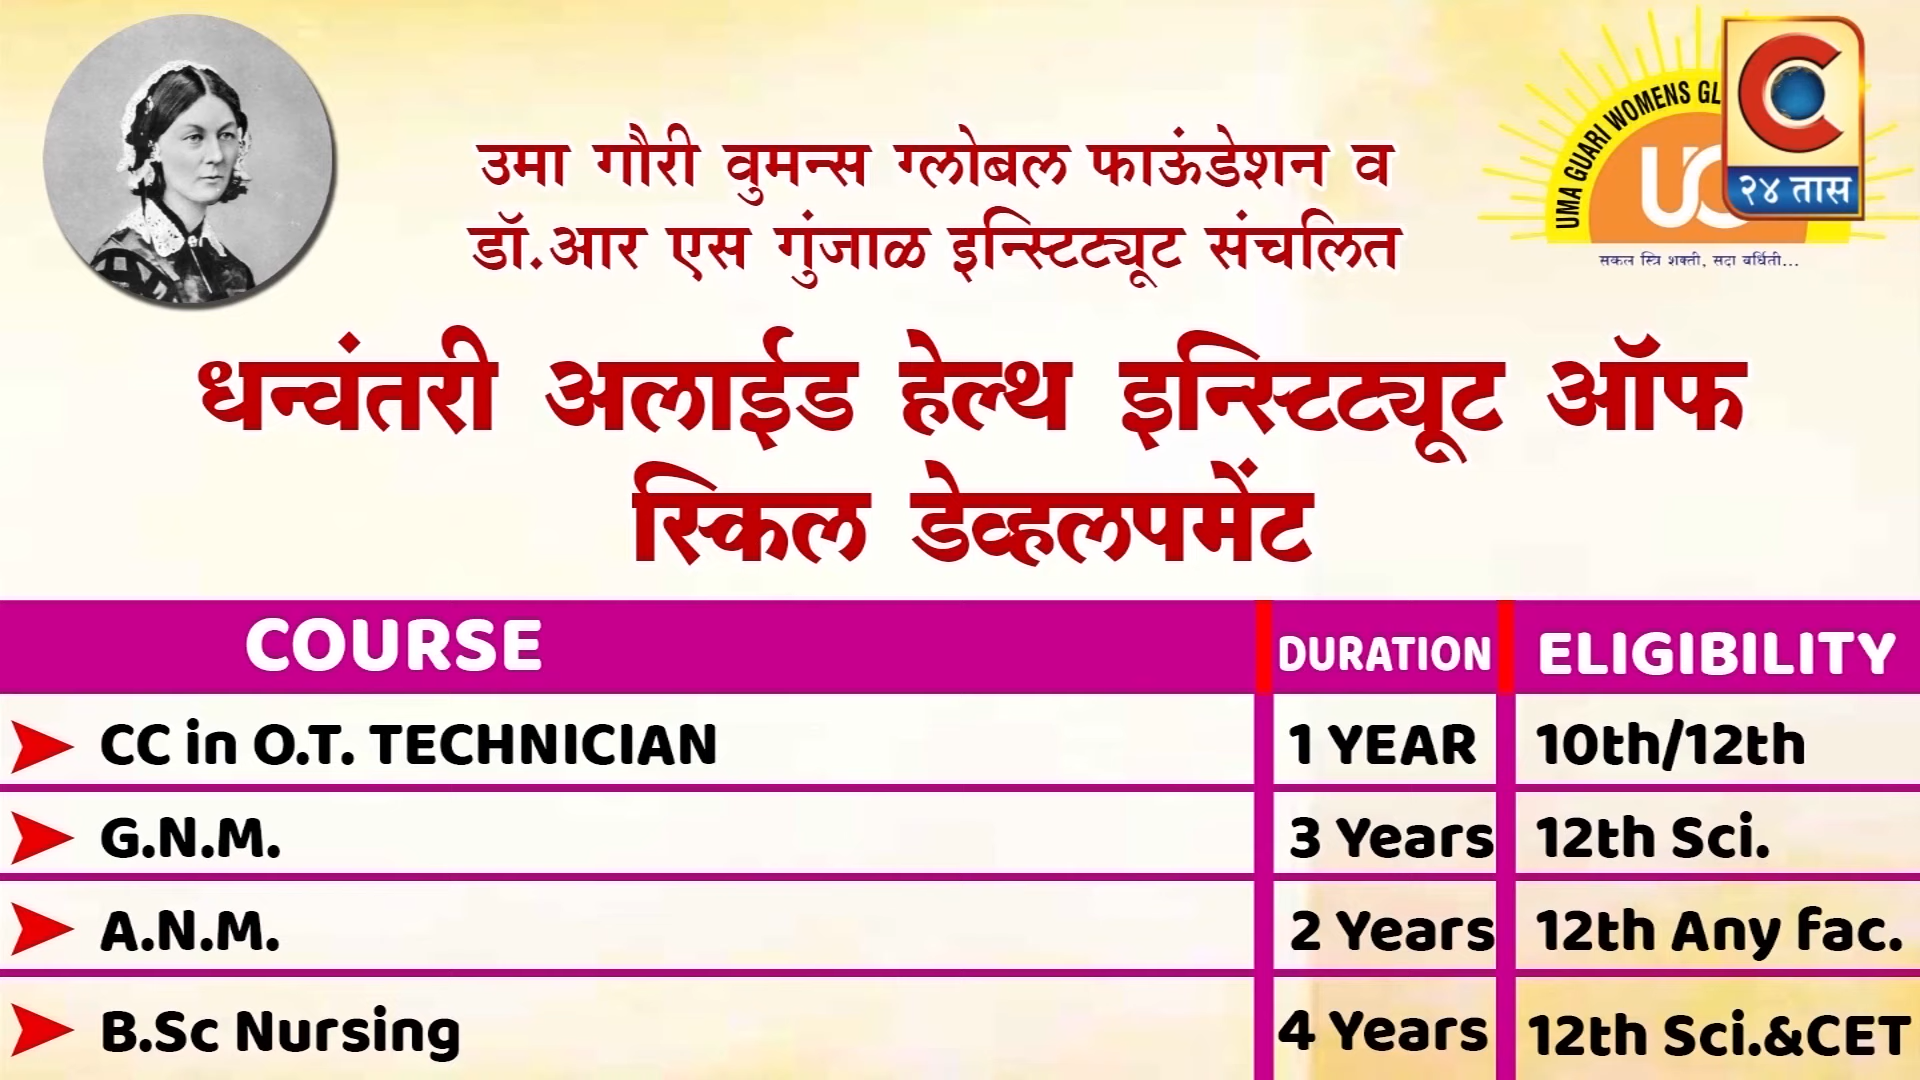 उमा गौरी वुमन्स ग्लोबल फाऊंडेशन व
डॉ.आर एस गुंजाळ इन्स्टिट्यूट संचलित
UMA GUARI WOMENS
२४ तास
सकल स्त्रि शक्ती, सदा वर्धिती...
धन्वंतरी अलाईड हेल्थ इन्स्टिट्यूट ऑफ
स्किल डेव्हलपमेंट
COURSE DURATION ELIGIBILITY
CC in O.T. TECHNICIAN 1 YEAR 10th/12th
G.N.M. 3 Years 12th Sci.
A.N.M. 2 Years 12th Any fac.
B.Sc Nursing 4 Years 12th Sci.&CET